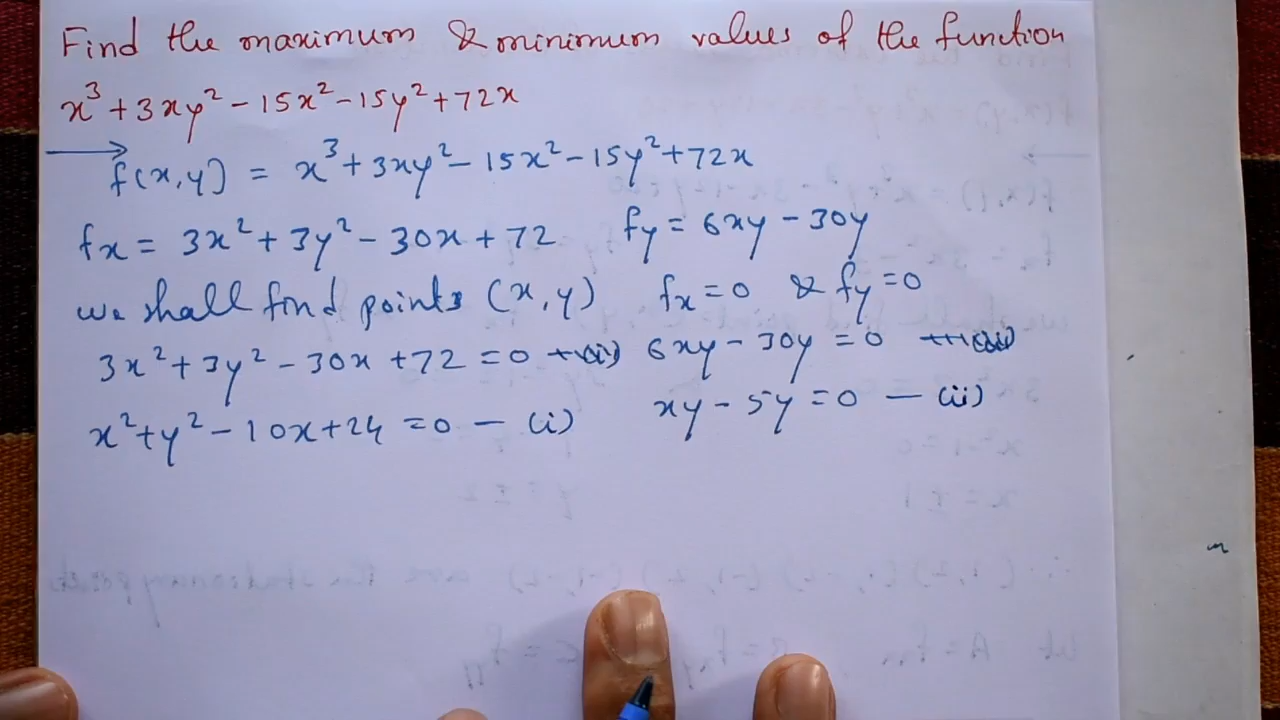 Find the maximum & minimum values of the function
x³ + 3xy² - 15x² - 15y² + 72x
f(x,y) = x³ + 3xy² - 15x² - 15y² + 72x
fx = 3x² + 3y² - 30x + 72 fy = 6xy - 30y
we shall find points (x,y) fx = 0 & fy = 0
3x² + 3y² - 30x + 72 = 0 6xy - 30y = 0
x² + y² - 10x + 24 = 0 — (i) xy - 5y = 0 — (ii)